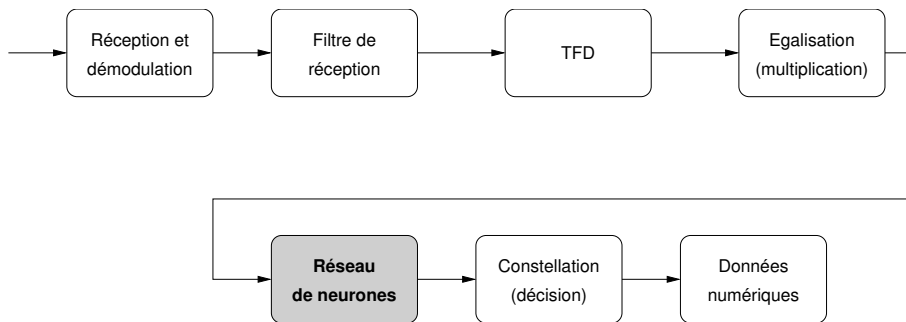 Réception et
démodulation
Filtre de
réception
TFD
Egalisation
(multiplication)
Réseau
de neurones
Constellation
(décision)
Données
numériques